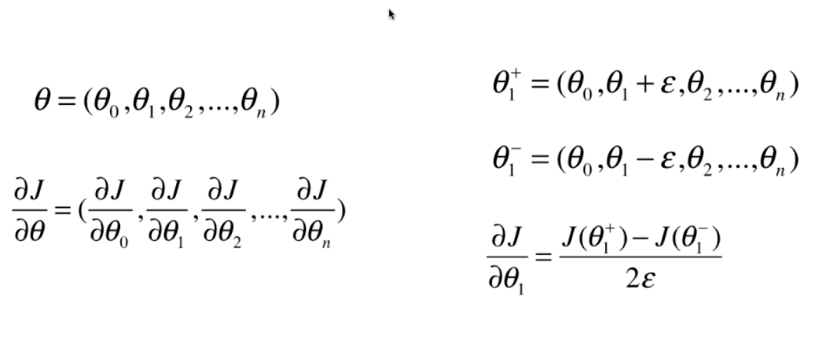 θ = (θ₀,θ₁,θ₂,...,θₙ)
∂J/∂θ = (∂J/∂θ₀,∂J/∂θ₁,∂J/∂θ₂,...,∂J/∂θₙ)
θ₁⁺ = (θ₀,θ₁ + ε,θ₂,...,θₙ)
θ₁⁻ = (θ₀,θ₁ − ε,θ₂,...,θₙ)
∂J/∂θ₁ = (J(θ₁⁺) − J(θ₁⁻))/2ε